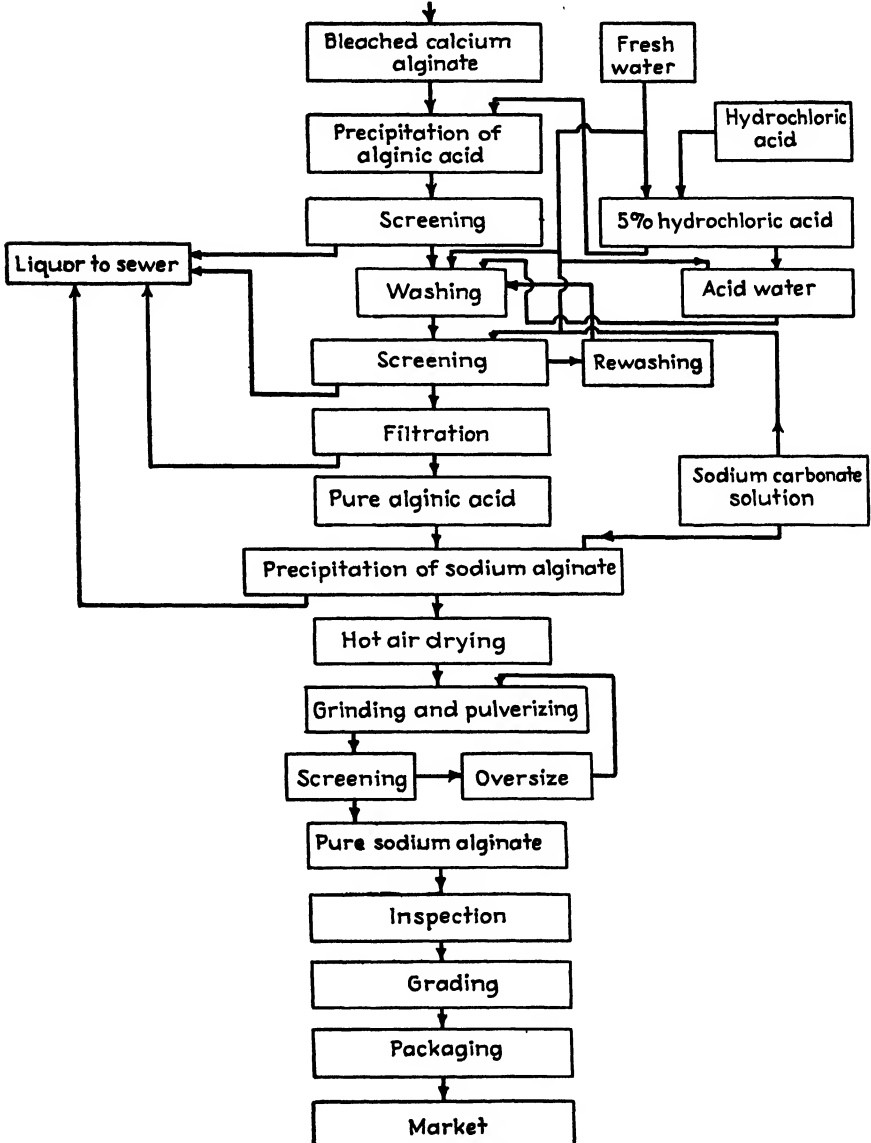 Bleached calcium
alginate
Fresh
water
Hydrochloric
acid
Precipitation of
alginic acid
Screening
5% hydrochloric acid
Liquor to sewer
Washing
Acid water
Screening
Rewashing
Filtration
Sodium carbonate
solution
Pure alginic acid
Precipitation of sodium alginate
Hot air drying
Grinding and pulverizing
Screening
Oversize
Pure sodium alginate
Inspection
Grading
Packaging
Market